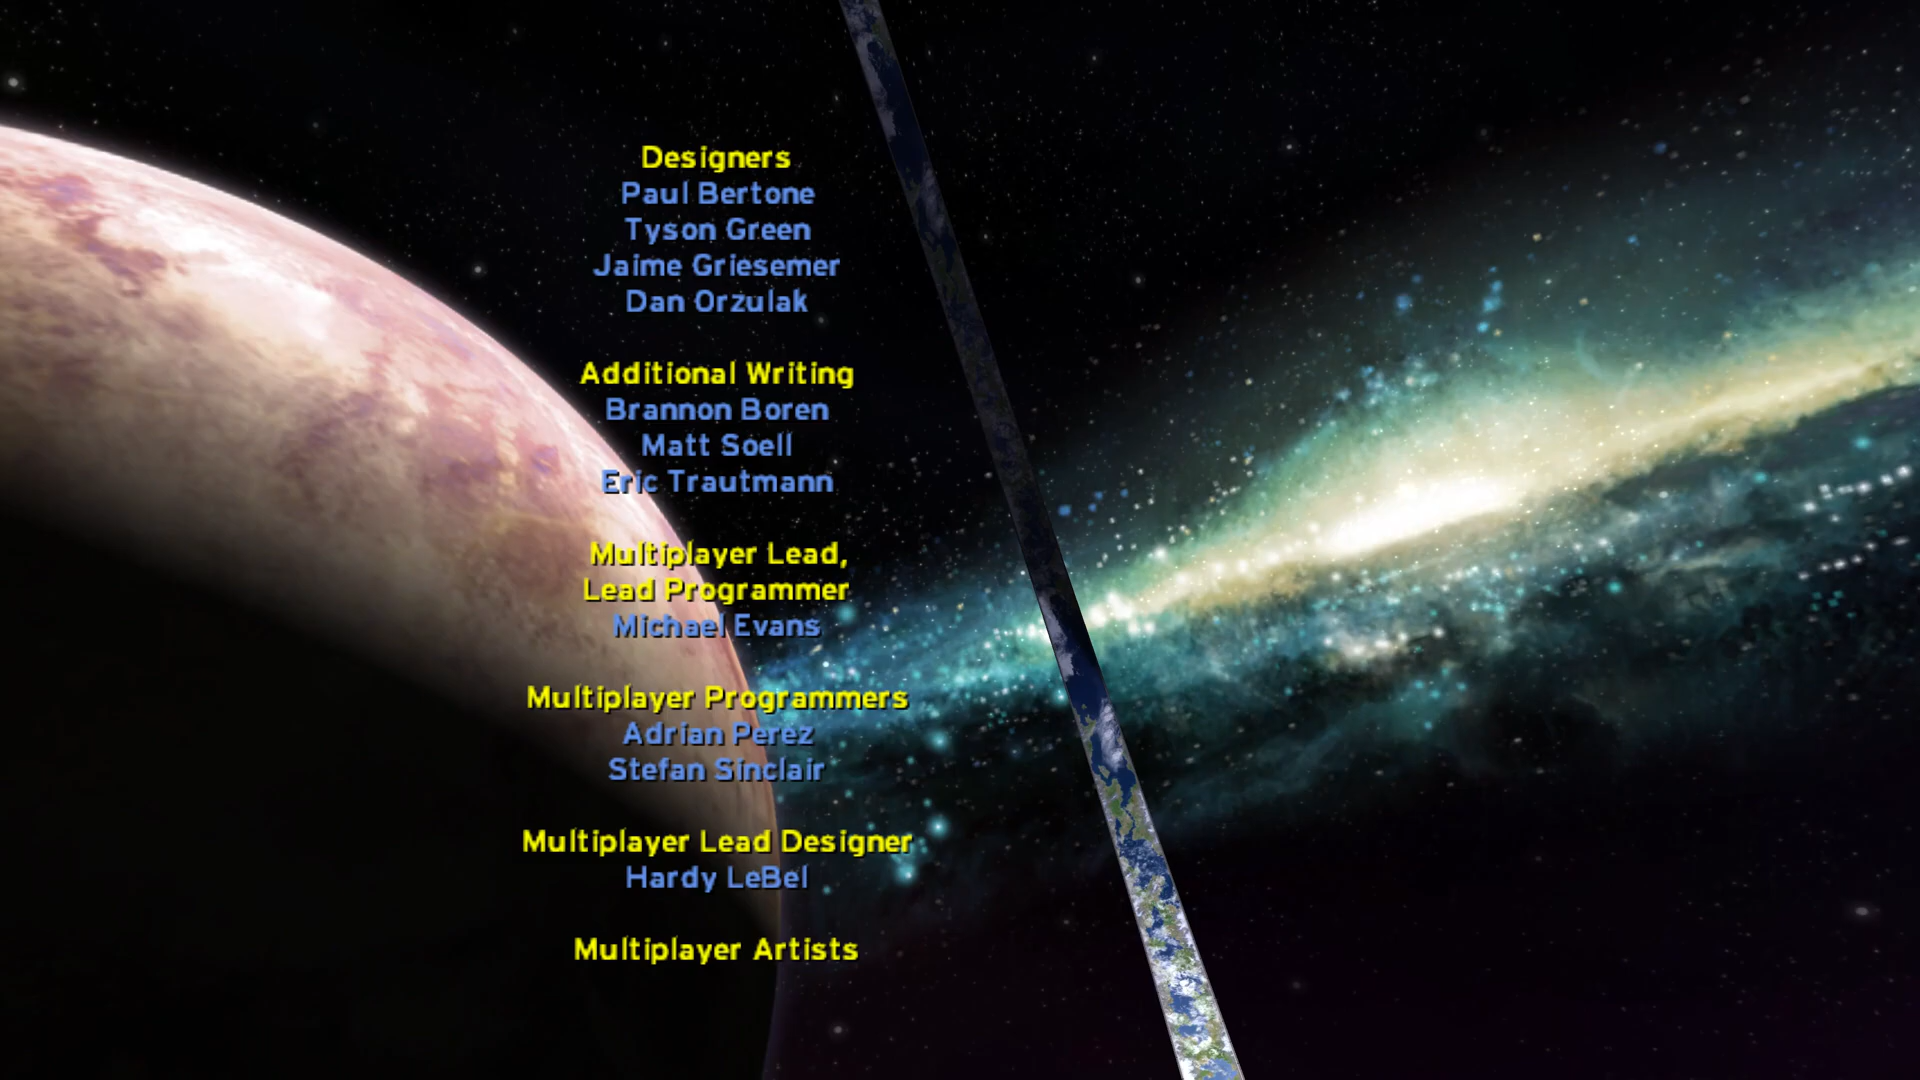 Designers
Paul Bertone
Tyson Green
Jaime Griesemer
Dan Orzulak
Additional Writing
Brannon Boren
Matt Soell
Eric Trautmann
Multiplayer Lead,
Lead Programmer
Michael Evans
Multiplayer Programmers
Adrian Perez
Stefan Sinclair
Multiplayer Lead Designer
Hardy LeBel
Multiplayer Artists